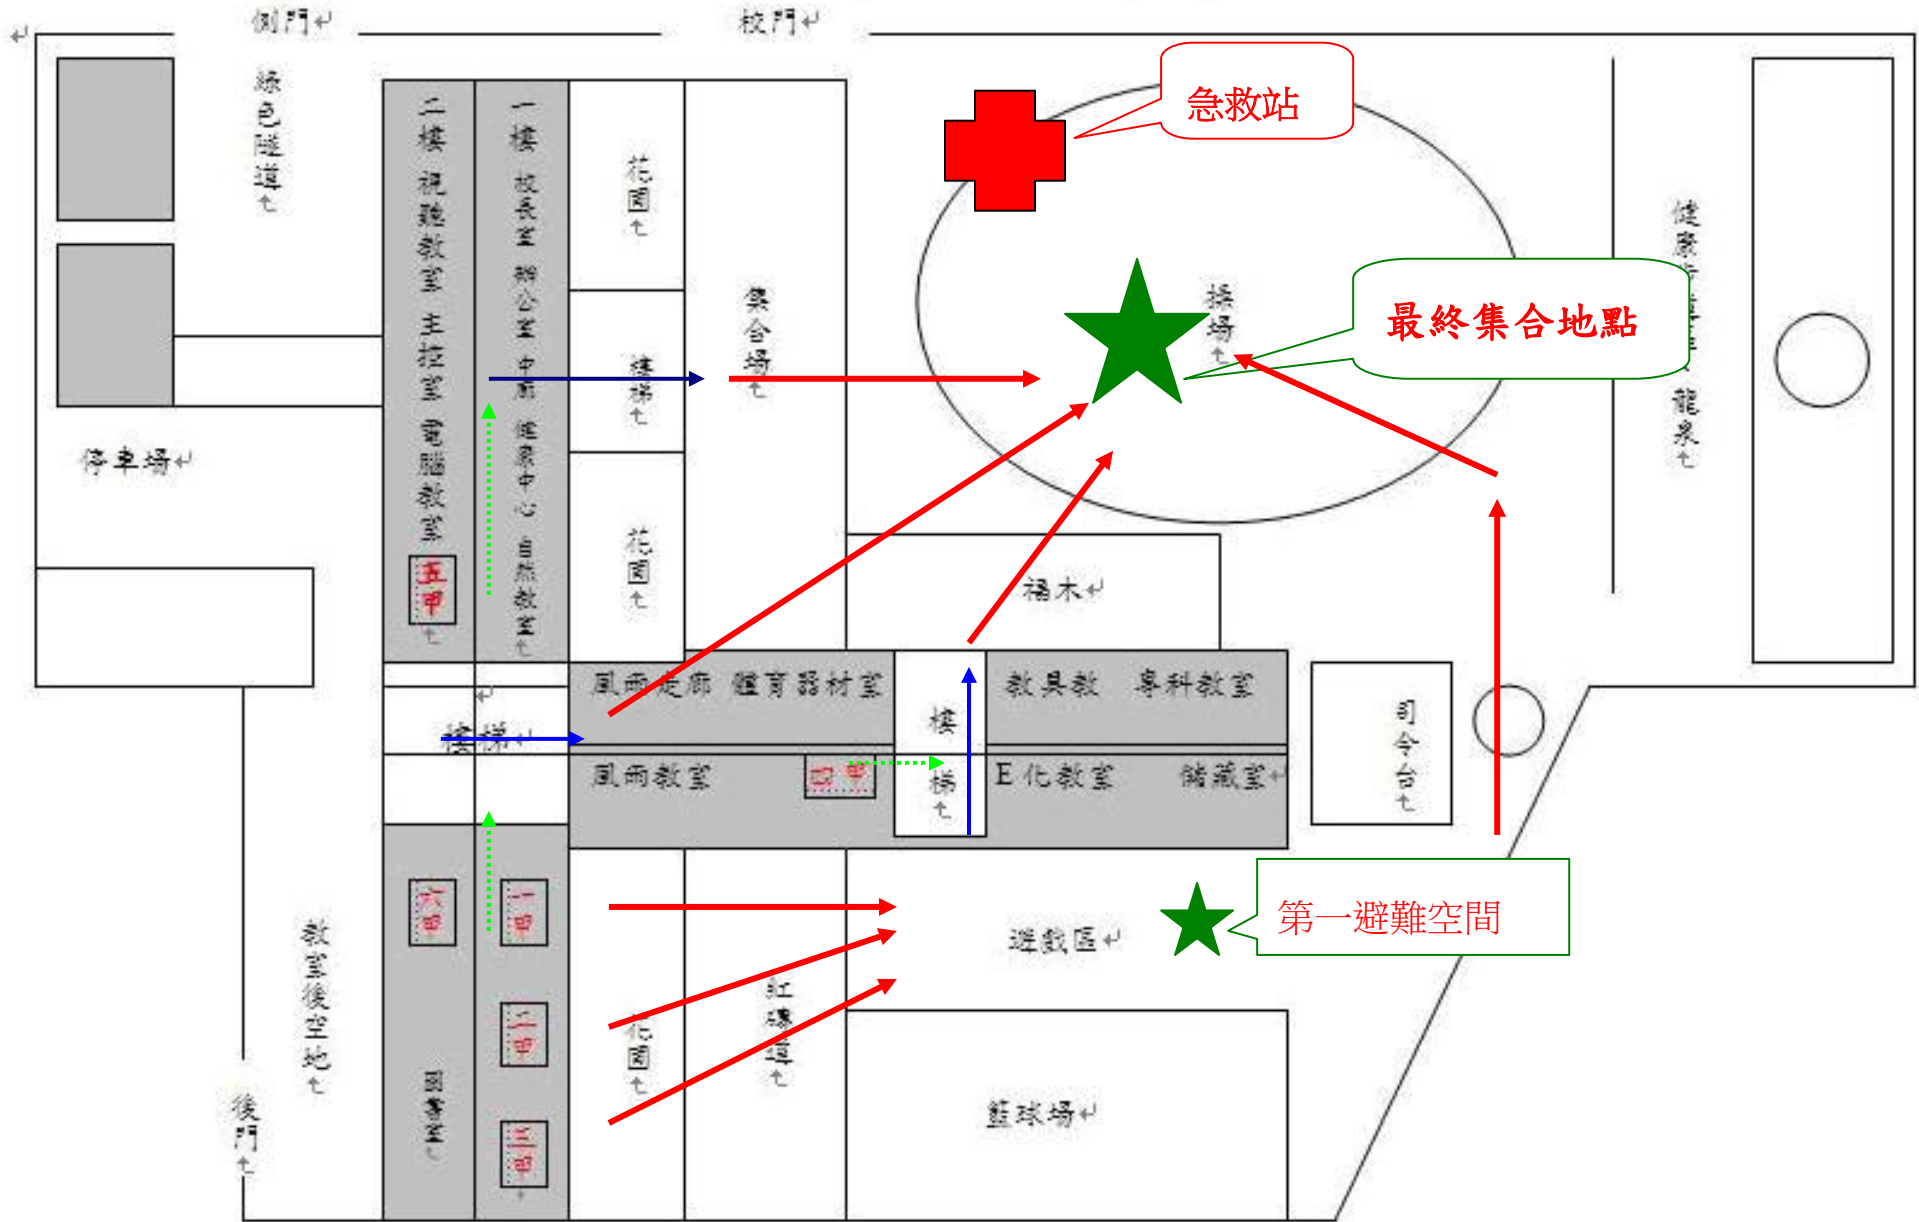 側門
校門
綠色隧道
急救站
二樓 視聽教室 主控室 電腦教室
五甲
一樓 校長室 辦公室 中廊 健康中心 自然教室
花園
樓梯
花園
集合場
操場
最終集合地點
健康
龍泉
停車場
福木
風雨走廊 體育器材室
樓梯
教具教 專科教室
司令台
樓梯
風雨教室
四甲
E化教室 儲藏室
六甲
一甲
二甲
三甲
圖書室
教室後空地
後門
花園
紅磚道
遊戲區
第一避難空間
籃球場